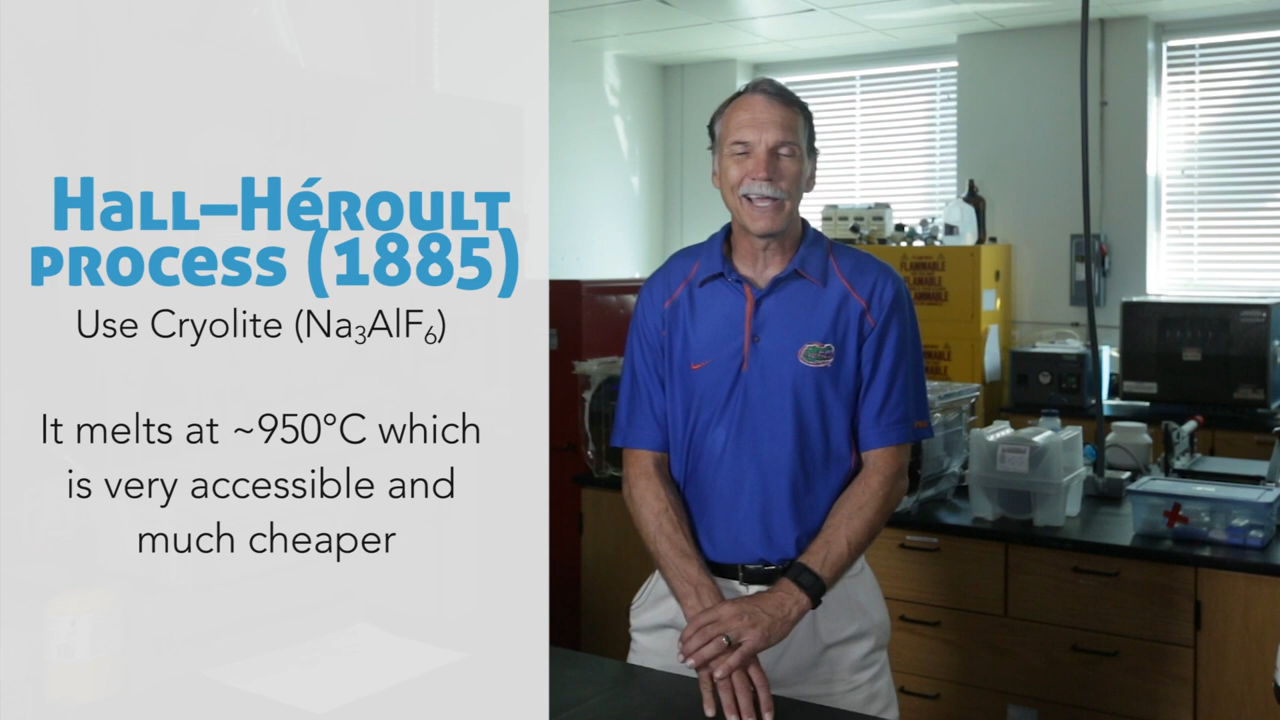 Hall–Héroult
process (1885)
Use Cryolite (Na₃AlF₆)
It melts at ~950°C which
is very accessible and
much cheaper
FLAMMABLE